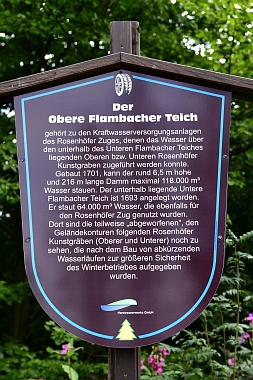 Der
Obere Flambacher Teich
gehört zu den Kraftwasserversorgungsanlagen
des Rosenhöfer Zuges, denen das Wasser über
den unterhalb des Unteren Flambacher Teiches
liegenden Oberen bzw. Unteren Rosenhöfer
Kunstgraben zugeführt werden konnte.
Gebaut 1701, kann der rund 6,5 m hohe
und 216 m lange Damm maximal 118.000 m³
Wasser stauen. Der unterhalb liegende Untere
Flambacher Teich ist 1693 angelegt worden.
Er staut 64.000 m³ Wasser, die ebenfalls für
den Rosenhöfer Zug genutzt wurden.
Dort sind die teilweise „abgeworfenen", den
Geländekonturen folgenden Rosenhöfer
Kunstgräben (Oberer und Unterer) noch zu
sehen, die nach dem Bau von abkürzenden
Wasserläufen zur größeren Sicherheit
des Winterbetriebes aufgegeben
wurden.
Harzwasserwerke GmbH